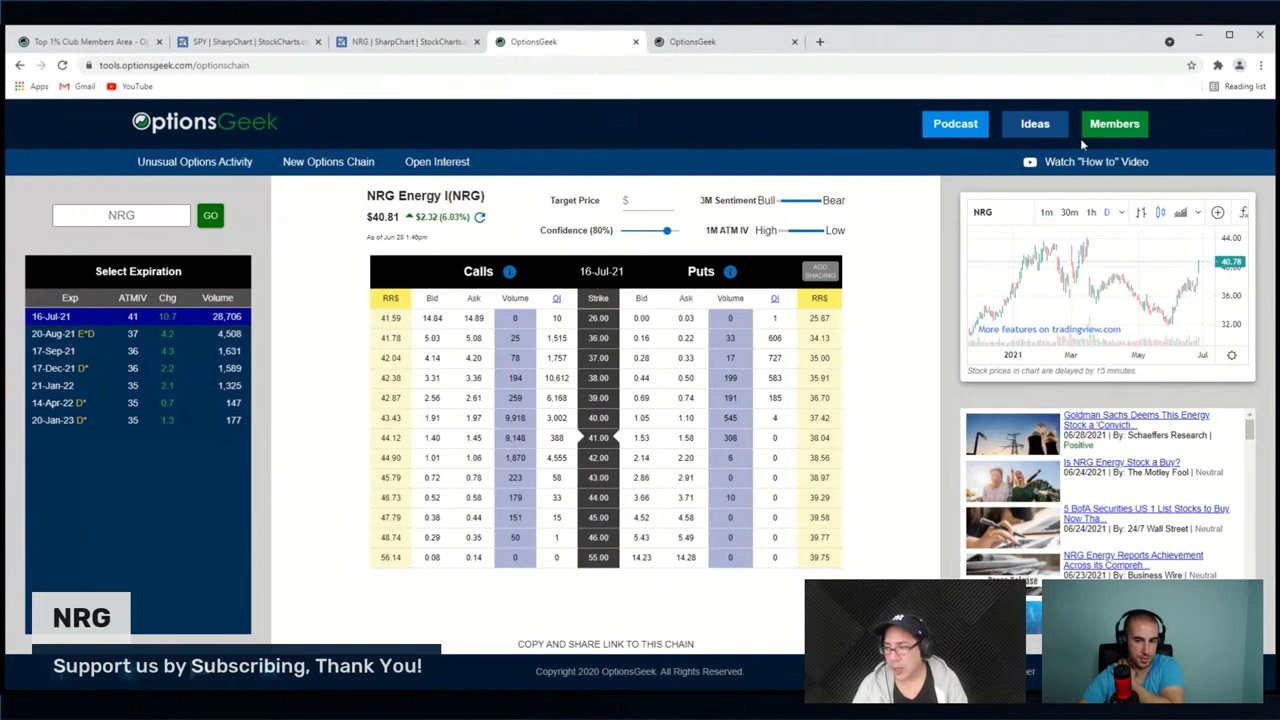 Top 1% Club Members Area - O
SPY | SharpChart | StockCharts.c
NRG | SharpChart | StockCharts.c
OptionsGeek
OptionsGeek
tools.optionsgeek.com/optionschain
Apps
Gmail
YouTube
Reading list
OptionsGeek
Podcast
Ideas
Members
Unusual Options Activity
New Options Chain
Open Interest
Watch "How to" Video
NRG
GO
NRG Energy I(NRG)
$40.81 $2.32 (6.03%)
As of Jun 28 1:46pm
Target Price $
Confidence (80%)
3M Sentiment Bull Bear
1M ATM IV High Low
Select Expiration
Exp ATMIV Chg Volume
16-Jul-21 41 10.7 28,706
20-Aug-21 E*D 37 4.2 4,508
17-Sep-21 36 4.3 1,631
17-Dec-21 D* 36 2.2 1,589
21-Jan-22 35 2.1 1,325
14-Apr-22 D* 35 0.7 147
20-Jan-23 D* 35 1.3 177
Calls 16-Jul-21 Puts ADD SHADING
RR$ Bid Ask Volume OI Strike Bid Ask Volume OI RR$
41.59 14.84 14.89 0 10 26.00 0.00 0.03 0 1 25.87
41.78 5.03 5.08 25 1,515 36.00 0.16 0.22 33 606 34.13
42.04 4.14 4.20 78 1,757 37.00 0.28 0.33 17 727 35.00
42.38 3.31 3.36 194 10,612 38.00 0.44 0.50 199 583 35.91
42.87 2.56 2.61 259 6,168 39.00 0.69 0.74 191 185 36.70
43.43 1.91 1.97 9,918 3,002 40.00 1.05 1.10 545 4 37.42
44.12 1.40 1.45 9,148 388 41.00 1.53 1.58 308 0 38.04
44.90 1.01 1.06 1,870 4,555 42.00 2.14 2.20 6 0 38.56
45.79 0.72 0.78 223 58 43.00 2.86 2.91 0 0 38.97
46.73 0.52 0.58 179 33 44.00 3.66 3.71 10 0 39.29
47.79 0.38 0.44 151 15 45.00 4.52 4.58 0 0 39.58
48.74 0.29 0.35 50 1 46.00 5.43 5.49 0 0 39.77
56.14 0.08 0.14 0 0 55.00 14.23 14.28 0 0 39.75
COPY AND SHARE LINK TO THIS CHAIN
Copyright 2020 OptionsGeek. All Rights Reserved.
NRG 1m 30m 1h D
44.00
40.78
36.00
32.00
More features on tradingview.com
2021 Mar May Jul
Stock prices in chart are delayed by 15 minutes.
Goldman Sachs Deems This Energy
Stock a 'Convicti...
06/28/2021 | By: Schaeffers Research |
Positive
Is NRG Energy Stock a Buy?
06/24/2021 | By: The Motley Fool | Neutral
5 BofA Securities US 1 List Stocks to Buy
Now Tha...
06/24/2021 | By: 24/7 Wall Street | Neutral
NRG Energy Reports Achievement
Across its Compreh...
06/23/2021 | By: Business Wire | Neutral
NRG
Support us by Subscribing, Thank You!